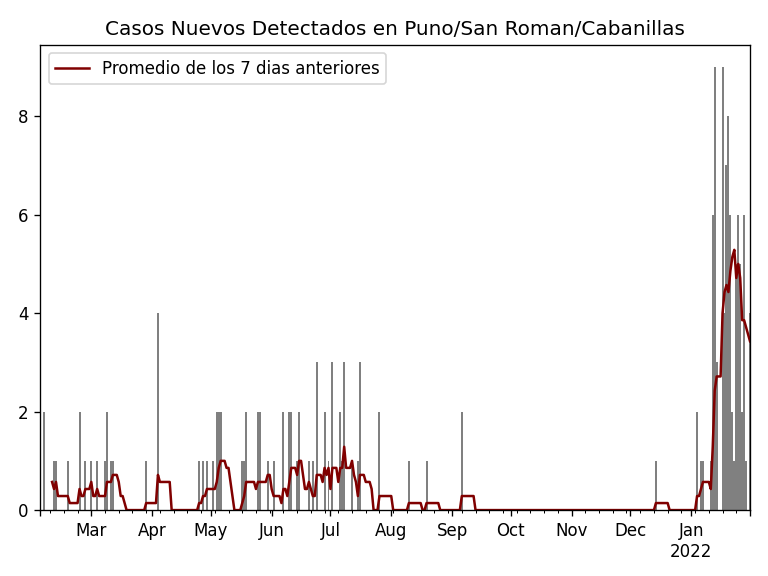 Casos Nuevos Detectados en Puno/San Roman/Cabanillas
Promedio de los 7 dias anteriores
8
6
4
2
0
Mar Apr May Jun Jul Aug Sep Oct Nov Dec Jan
2022